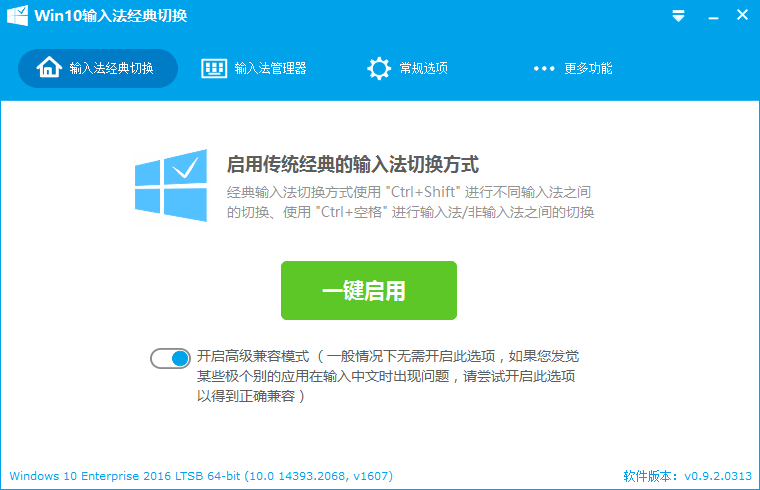 Win10输入法经典切换
输入法经典切换
输入法管理器
常规选项
更多功能
启用传统经典的输入法切换方式
经典输入法切换方式使用 "Ctrl+Shift" 进行不同输入法之间
的切换、使用 "Ctrl+空格" 进行输入法/非输入法之间的切换
一键启用
开启高级兼容模式（一般情况下无需开启此选项，如果您发觉
某些极个别的应用在输入中文时出现问题，请尝试开启此选项
以得到正确兼容）
Windows 10 Enterprise 2016 LTSB 64-bit (10.0 14393.2068, v1607)
软件版本：v0.9.2.0313